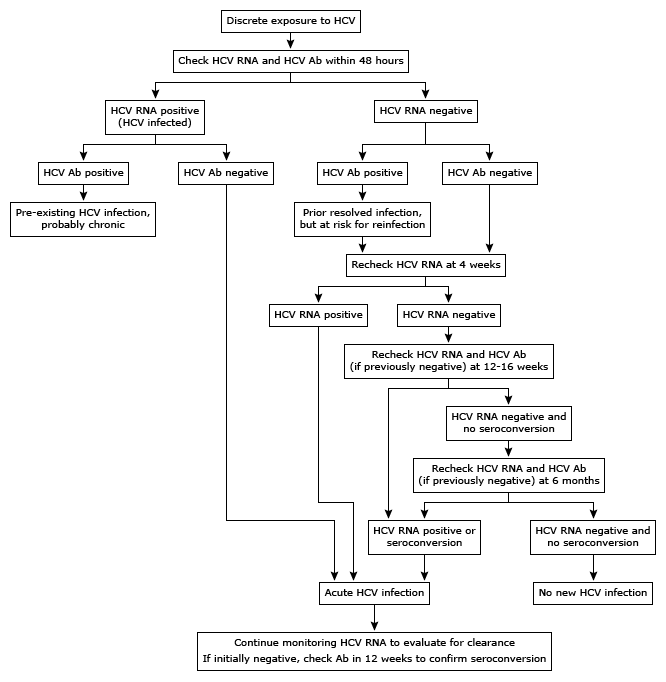 Discrete exposure to HCV
Check HCV RNA and HCV Ab within 48 hours
HCV RNA positive
(HCV infected)
HCV RNA negative
HCV Ab positive
HCV Ab negative
HCV Ab positive
HCV Ab negative
Pre-existing HCV infection,
probably chronic
Prior resolved infection,
but at risk for reinfection
Recheck HCV RNA at 4 weeks
HCV RNA positive
HCV RNA negative
Recheck HCV RNA and HCV Ab
(if previously negative) at 12-16 weeks
HCV RNA negative and
no seroconversion
Recheck HCV RNA and HCV Ab
(if previously negative) at 6 months
HCV RNA positive or
seroconversion
HCV RNA negative and
no seroconversion
Acute HCV infection
No new HCV infection
Continue monitoring HCV RNA to evaluate for clearance
If initially negative, check Ab in 12 weeks to confirm seroconversion